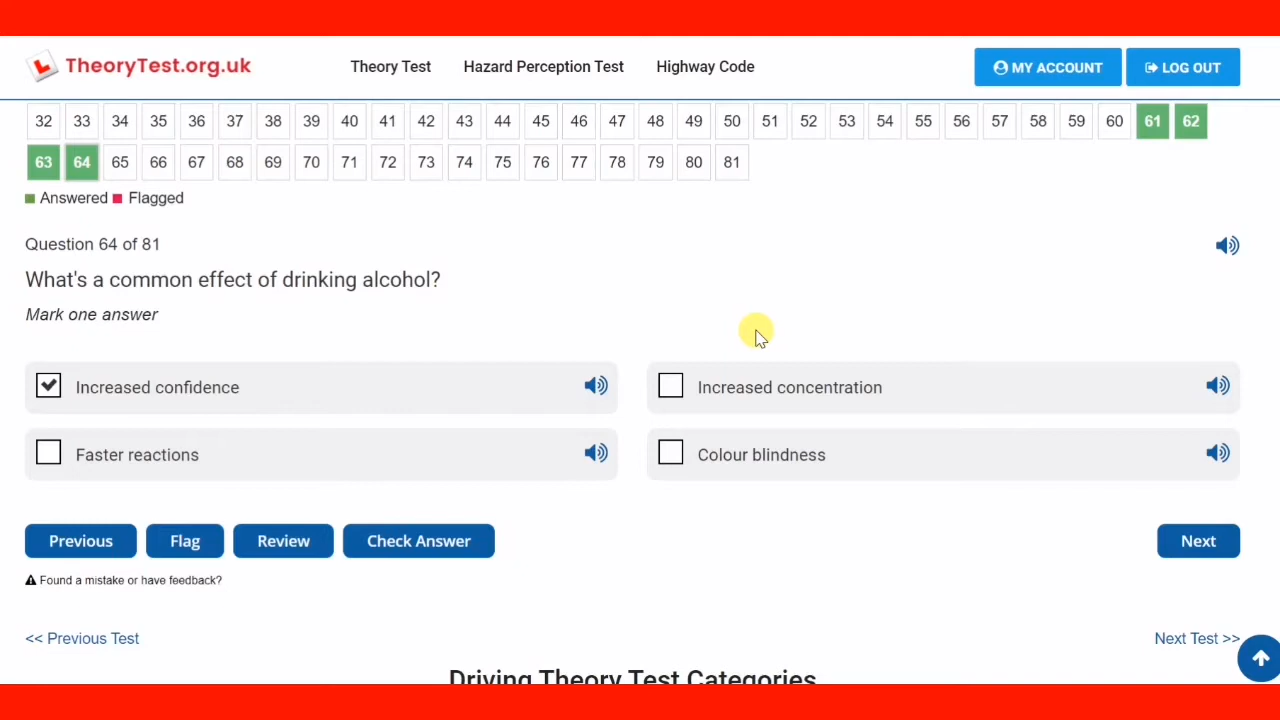 TheoryTest.org.uk Theory Test Hazard Perception Test Highway Code MY ACCOUNT LOG OUT
32 33 34 35 36 37 38 39 40 41 42 43 44 45 46 47 48 49 50 51 52 53 54 55 56 57 58 59 60 61 62
63 64 65 66 67 68 69 70 71 72 73 74 75 76 77 78 79 80 81
Answered Flagged
Question 64 of 81
What's a common effect of drinking alcohol?
Mark one answer
Increased confidence Increased concentration
Faster reactions Colour blindness
Previous Flag Review Check Answer Next
Found a mistake or have feedback?
<< Previous Test Next Test >>
Driving Theory Test Categories